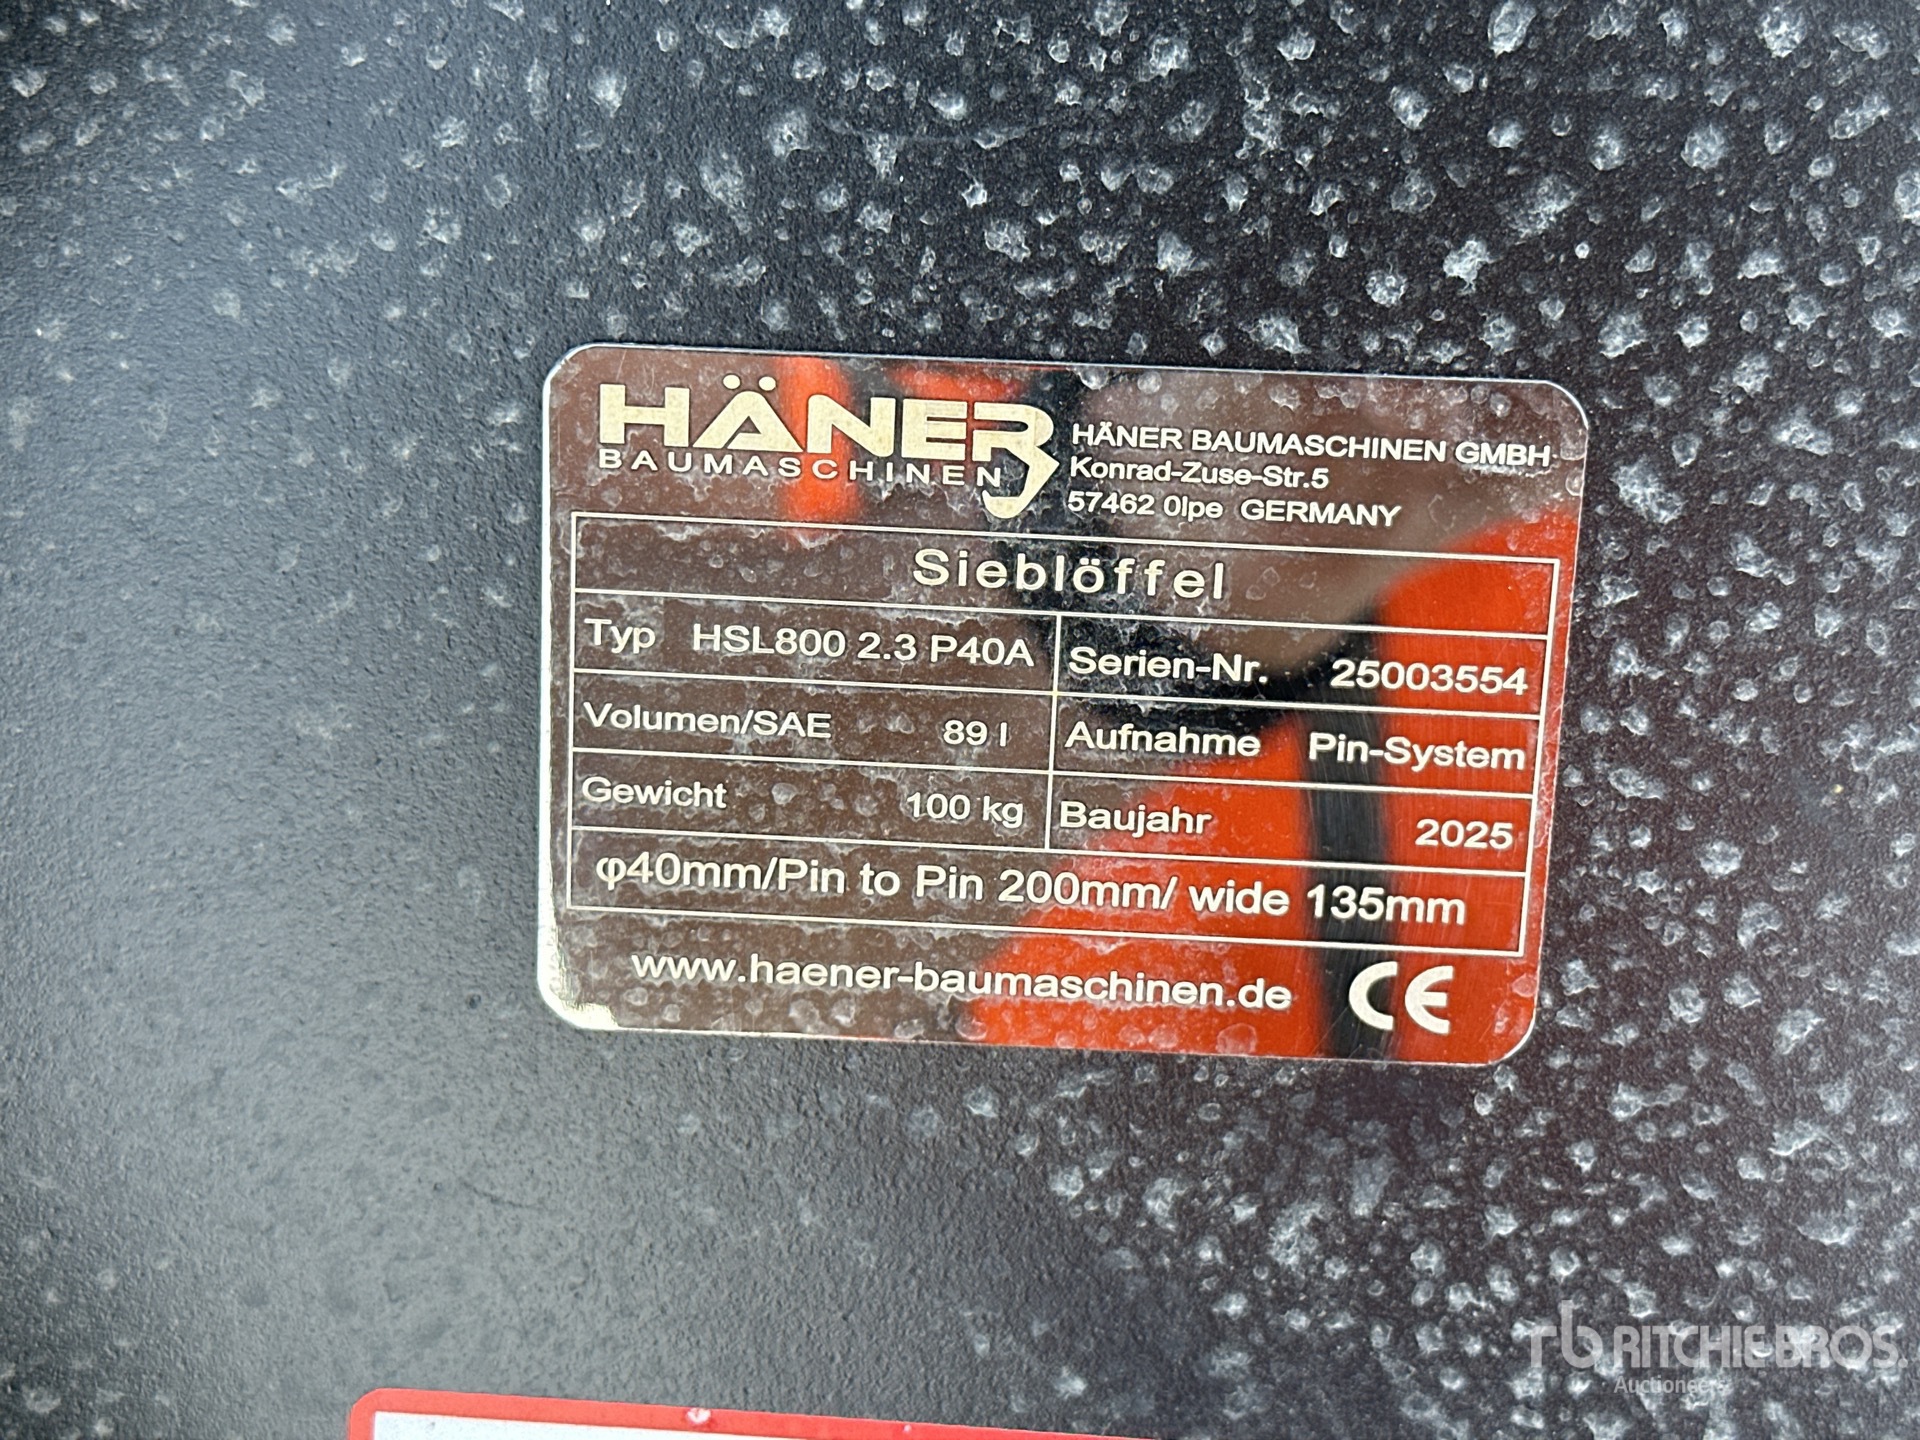 HÄNER
BAUMASCHINEN
HÄNER BAUMASCHINEN GMBH
Konrad-Zuse-Str.5
57462 Olpe GERMANY
Sieblöffel
Typ HSL800 2.3 P40A
Serien-Nr. 25003554
Volumen/SAE 89 l
Aufnahme Pin-System
Gewicht 100 kg
Baujahr 2025
φ40mm/Pin to Pin 200mm/ wide 135mm
www.haener-baumaschinen.de CE
rb RITCHIE BROS.
Auctioneers